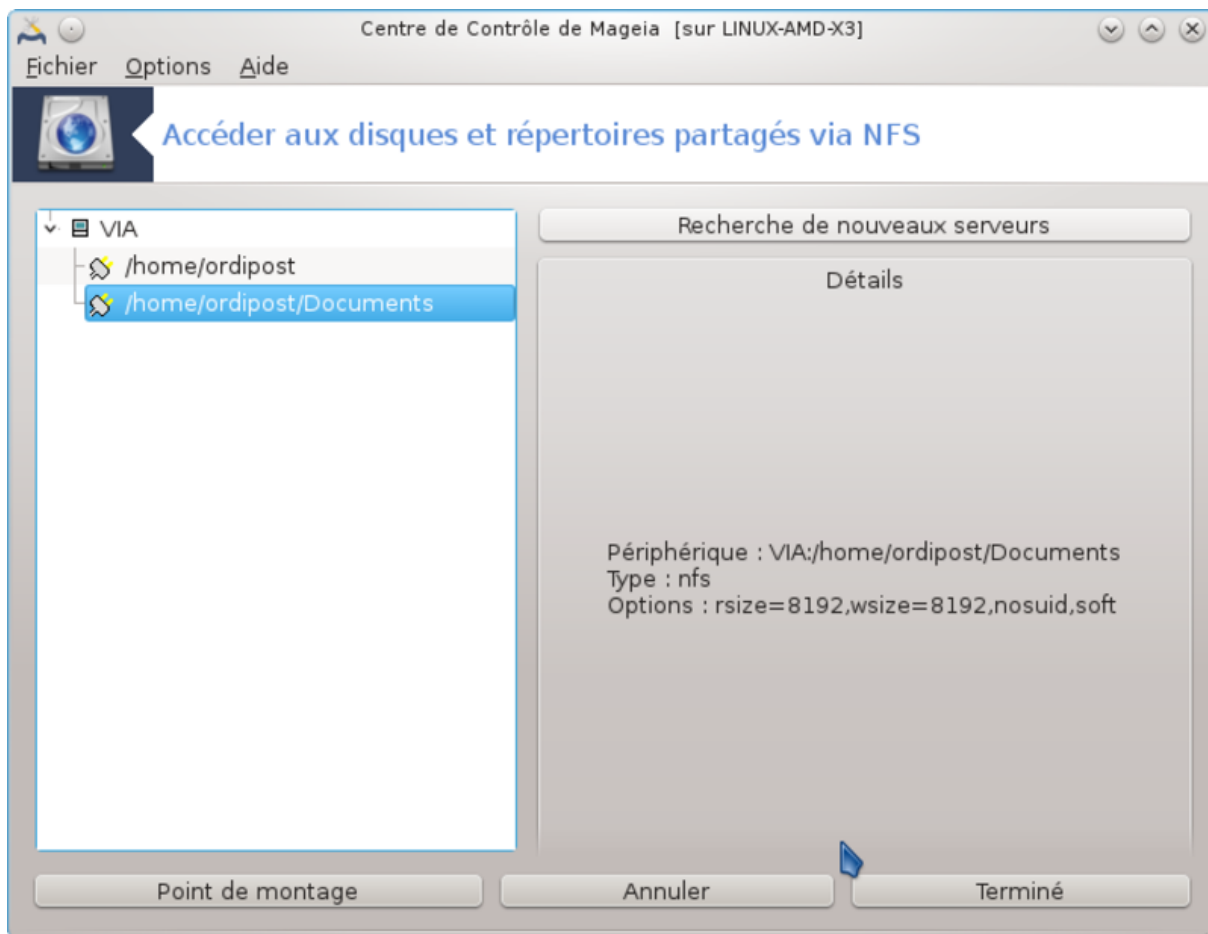 Centre de Contrôle de Mageia [sur LINUX-AMD-X3]
Fichier Options Aide
Accéder aux disques et répertoires partagés via NFS
VIA
/home/ordipost
/home/ordipost/Documents
Recherche de nouveaux serveurs
Détails
Périphérique : VIA:/home/ordipost/Documents
Type : nfs
Options : rsize=8192,wsize=8192,nosuid,soft
Point de montage
Annuler
Terminé